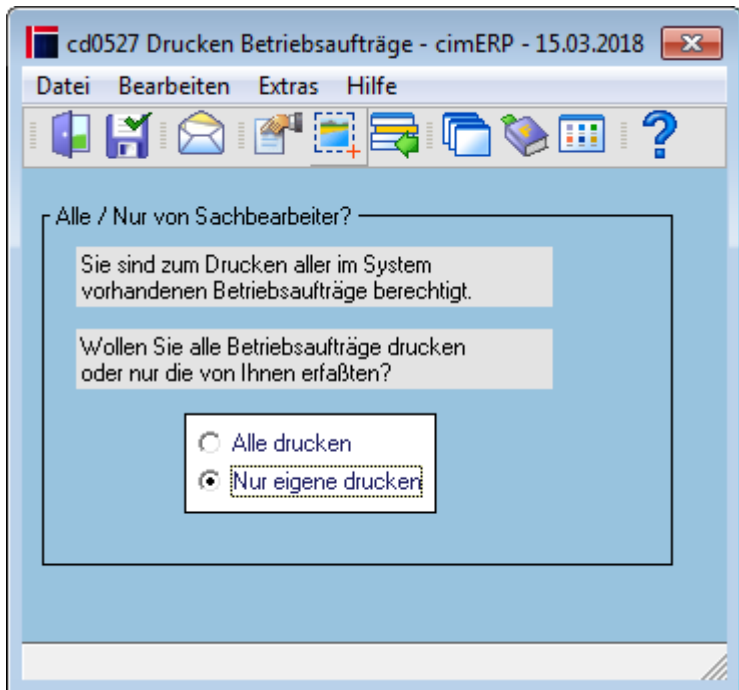 cd0527 Drucken Betriebsaufträge - cimERP - 15.03.2018
Datei Bearbeiten Extras Hilfe
Alle / Nur von Sachbearbeiter?
Sie sind zum Drucken aller im System
vorhandenen Betriebsaufträge berechtigt.
Wollen Sie alle Betriebsaufträge drucken
oder nur die von Ihnen erfaßten?
Alle drucken
Nur eigene drucken